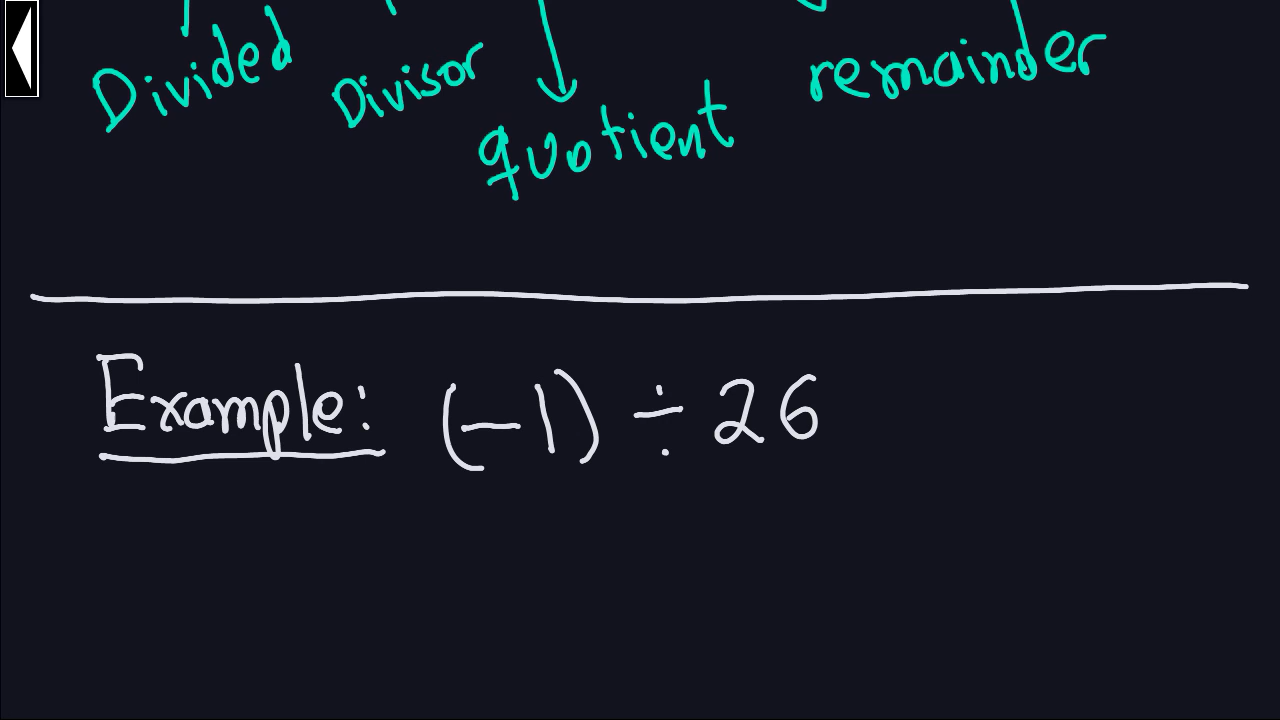 Divided Divisor quotient remainder
Example: (-1) ÷ 26